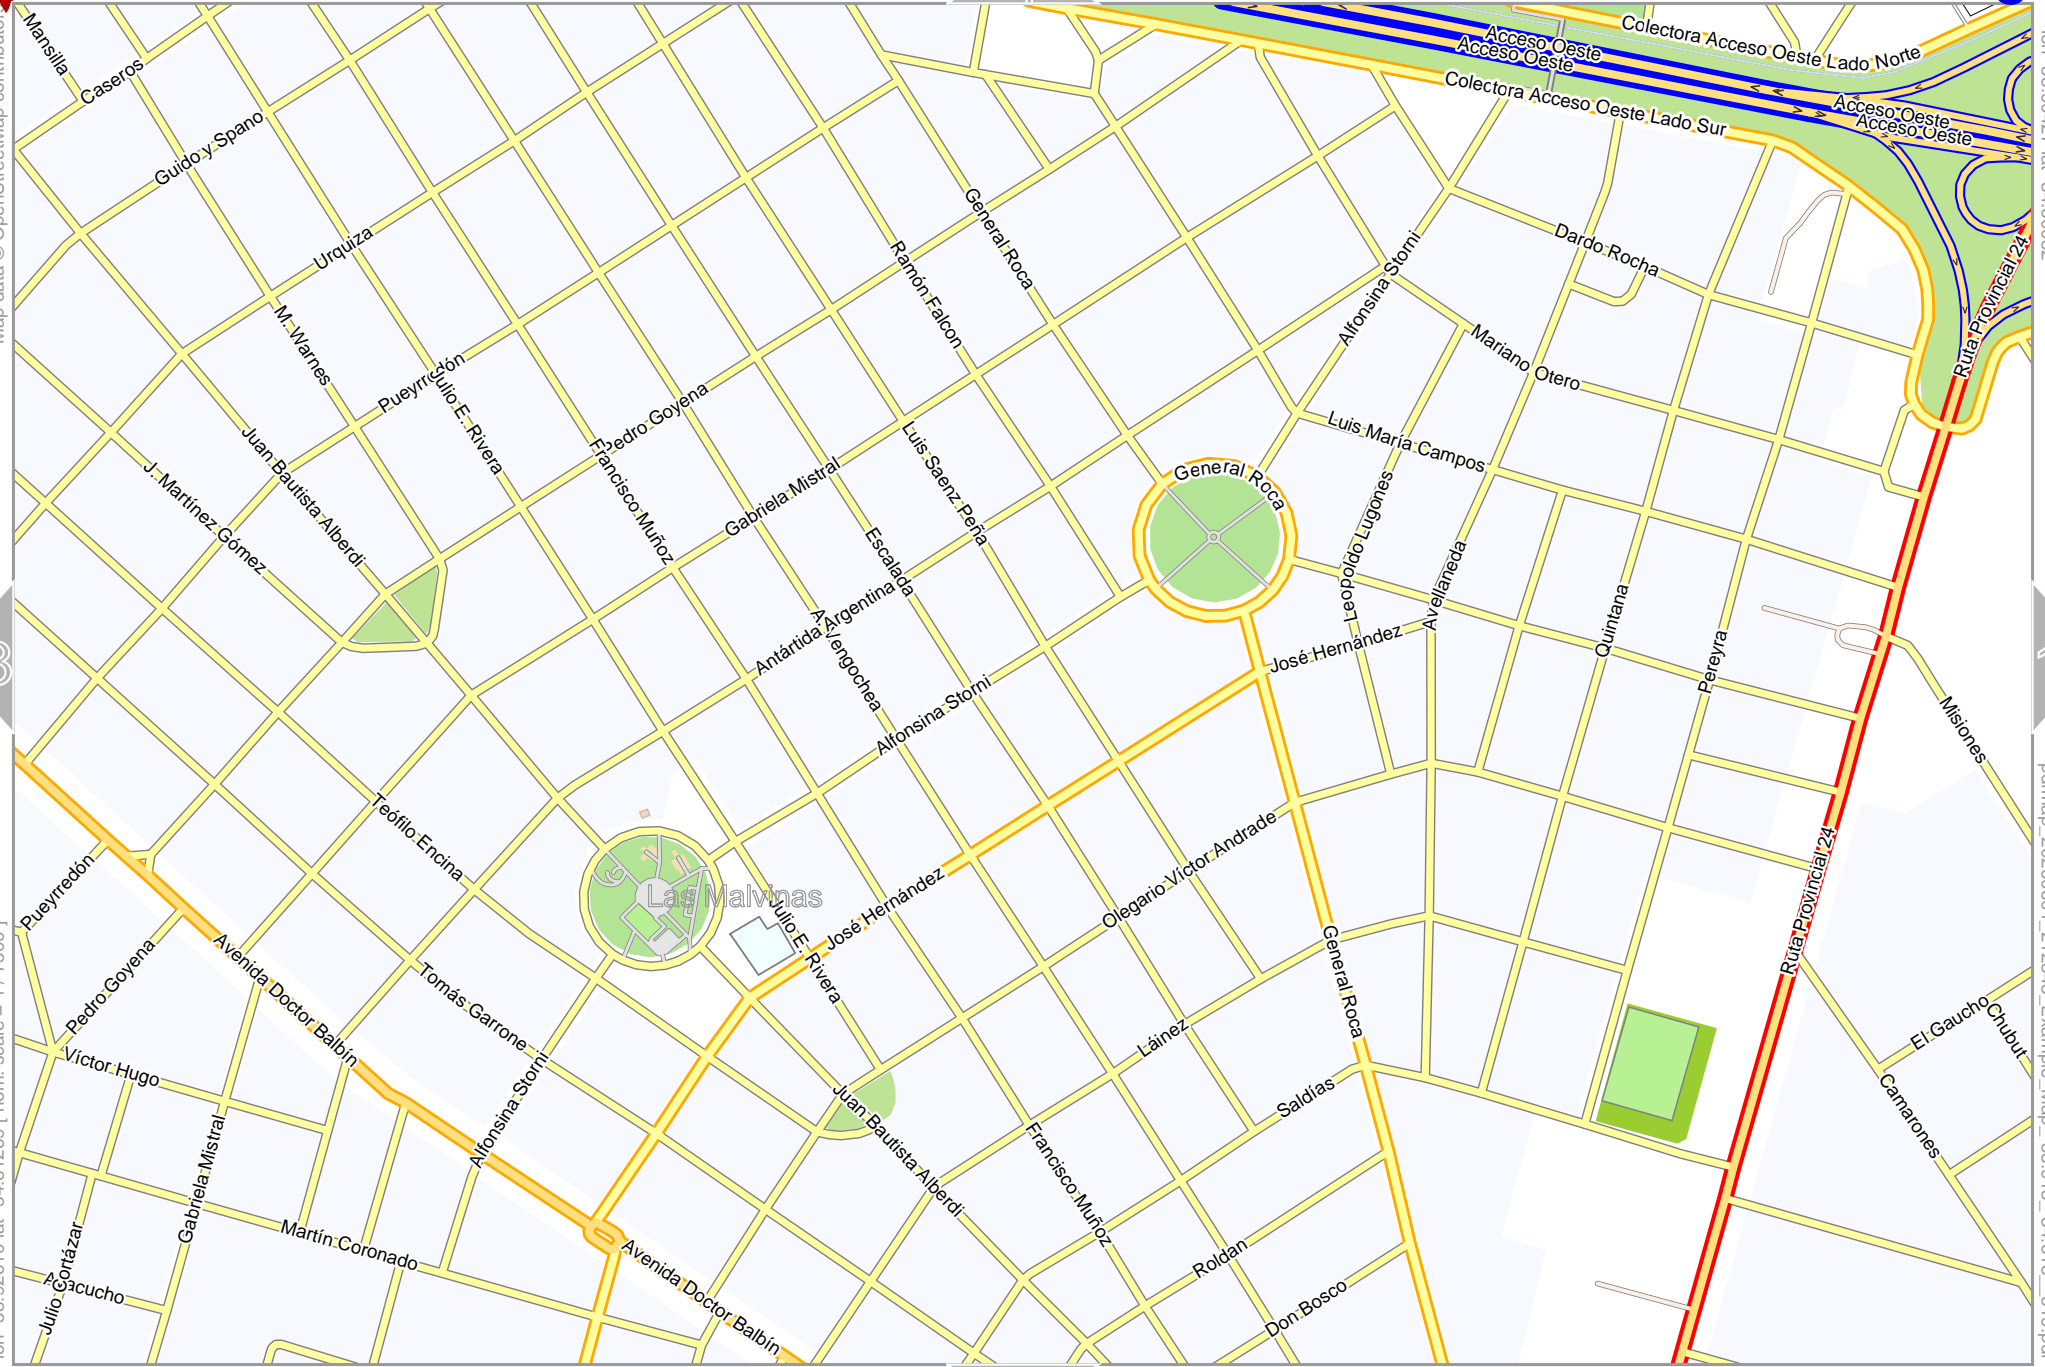 Mansilla
Caseros
Colectora Acceso Oeste Lado Norte
Acceso Oeste
Acceso Oeste
Colectora Acceso Oeste Lado Sur
Acceso Oeste
Acceso Oeste
Guido y Spano
Urquiza
General Roca
Ramón Falcon
Alfonsina Storni
Dardo Rocha
Ruta Provincial 24
M. Warnes
Pueyrredón
Julio E. Rivera
Mariano Otero
Pedro Goyena
Luis María Campos
Juan Bautista Alberdi
J. Martínez Gómez
Francisco Muñoz
Gabriela Mistral
Luis Saenz Peña
General Roca
Leopoldo Lugones
Escalada
Avellaneda
Antártida Argentina
A. Vengochea
Quintana
José Hernández
Pereyra
Alfonsina Storni
Misiones
Teófilo Encina
Las Malvinas
Olegario Víctor Andrade
José Hernández
Julio E. Rivera
Ruta Provincial 24
Pueyrredón
Pedro Goyena
Avenida Doctor Balbín
Tomás Garrone
General Roca
El Gaucho
Chubut
Láinez
Víctor Hugo
Alfonsina Storni
Juan Bautista Alberdi
Saldías
Camarones
Francisco Muñoz
Gabriela Mistral
Martín Coronado
Julio Cortázar
Avenida Doctor Balbín
Roldan
Don Bosco
3